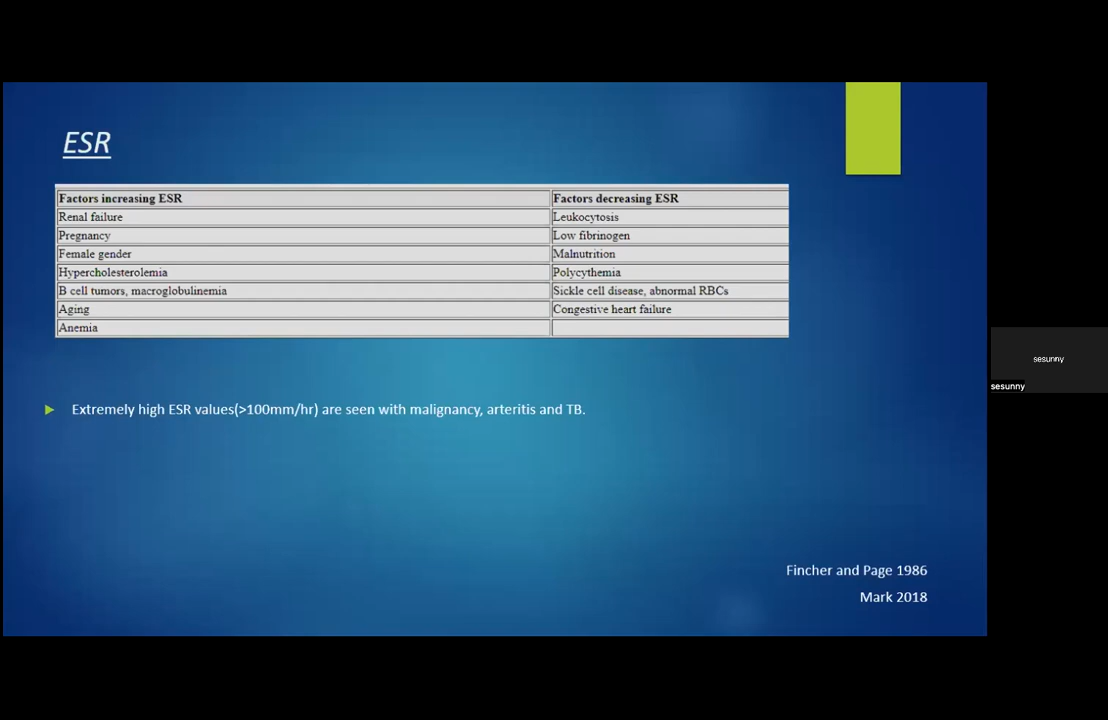 ESR
Factors increasing ESR Factors decreasing ESR
Renal failure Leukocytosis
Pregnancy Low fibrinogen
Female gender Malnutrition
Hypercholesterolemia Polycythemia
B cell tumors, macroglobulinemia Sickle cell disease, abnormal RBCs
Aging Congestive heart failure
Anemia
Extremely high ESR values(>100mm/hr) are seen with malignancy, arteritis and TB.
sesunny
sesunny
Fincher and Page 1986
Mark 2018